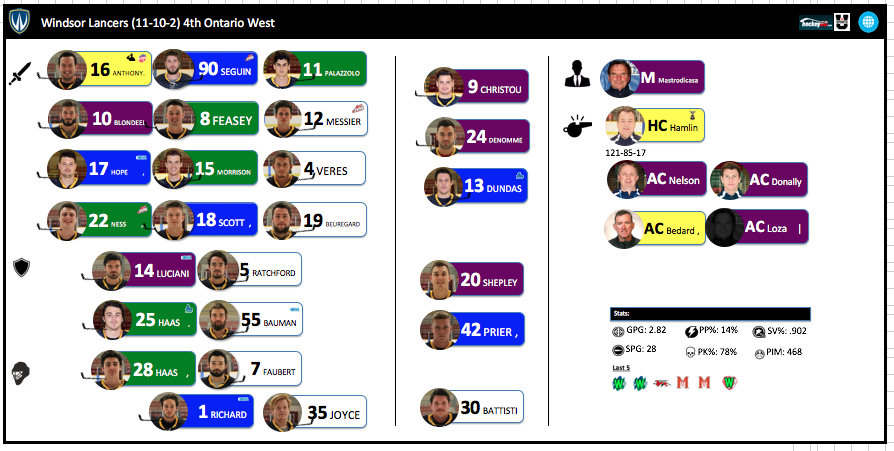 Windsor Lancers (11-10-2) 4th Ontario West
16 ANTHONY.
90 SEGUIN
11 PALAZZOLO
10 BLONDEEL
8 FEASEY
12 MESSIER
17 HOPE ,
15 MORRISON
4 VERES
22 NESS
18 SCOTT ,
19 BEUREGARD
14 LUCIANI
5 RATCHFORD
25 HAAS ,
55 BAUMAN
28 HAAS ,
7 FAUBERT
1 RICHARD
35 JOYCE
9 CHRISTOU
24 DENOMME
13 DUNDAS
20 SHEPLEY
42 PRIER ,
30 BATTISTI
M Mastrodicasa
HC Hamlin
121-85-17
AC Nelson
AC Donally
AC Bedard ,
AC Loza |
Stats:
GPG: 2.82
PP%: 14%
SV%: .902
SPG: 28
PK%: 78%
PIM: 468
Last 5